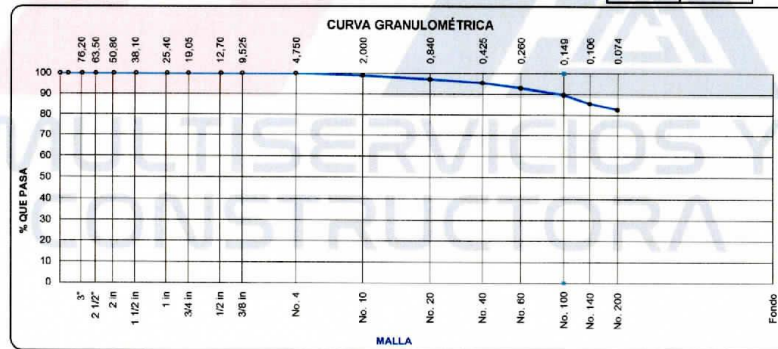 CURVA GRANULOMÉTRICA
76,20 63,50 50,80 38,10 25,40 19,05 12,70 9,525 4,750 2,000 0,840 0,425 0,260 0,149 0,106 0,074
% QUE PASA
100
90
80
70
60
50
40
30
20
10
0
MULTISERVICIOS Y
CONSTRUCTORA
3" 2 1/2" 2 in 1 1/2 in 1 in 3/4 in 1/2 in 3/8 in No. 4 No. 10 No. 20 No. 40 No. 60 No. 100 No. 140 No. 200 Fondo
MALLA